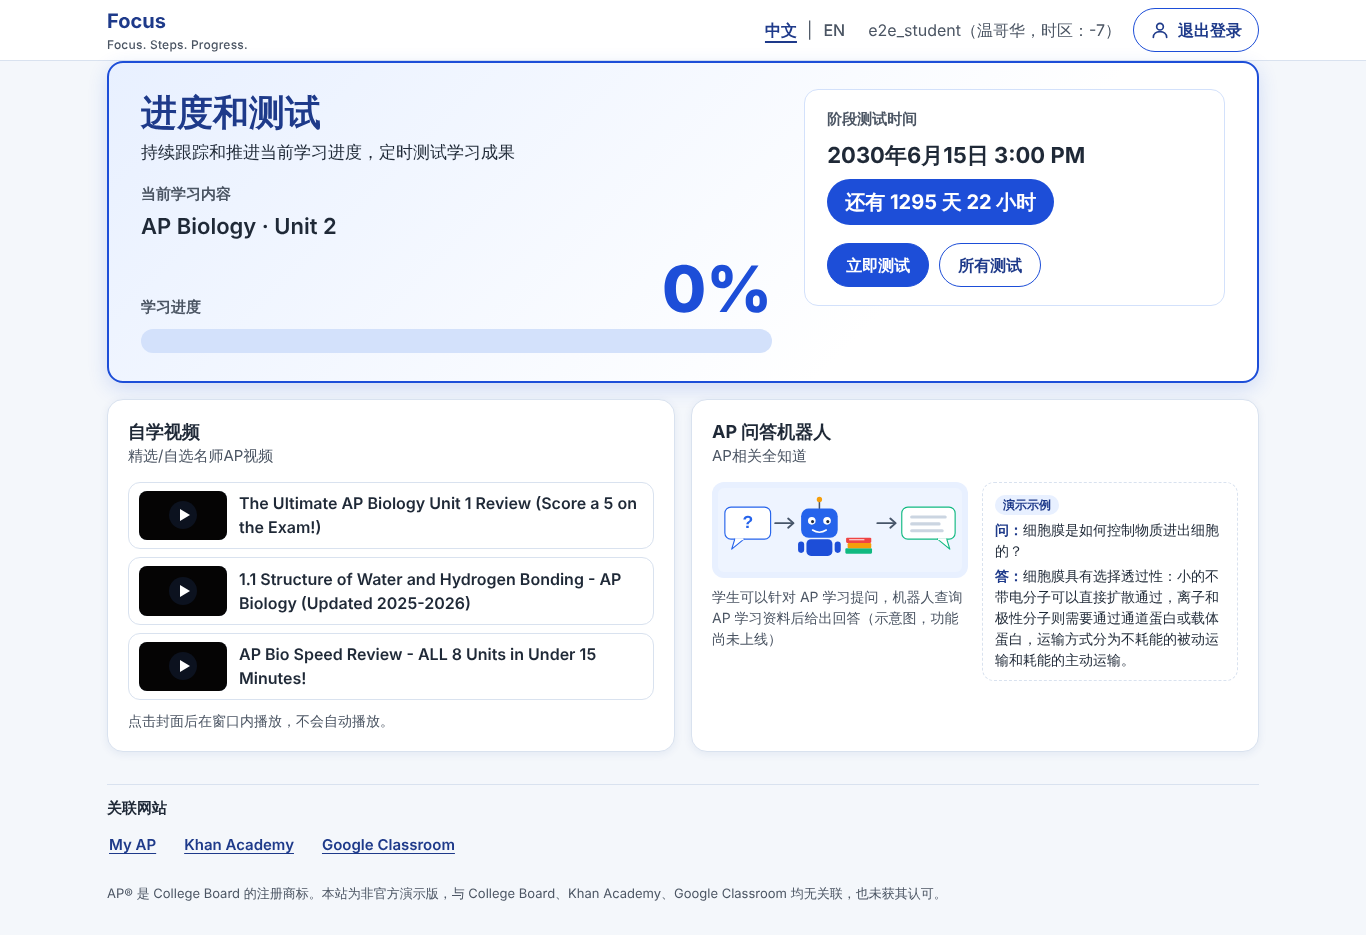 Focus
Focus. Steps. Progress.
中文 | EN e2e_student（温哥华，时区：-7） 退出登录
进度和测试
持续跟踪和推进当前学习进度，定时测试学习成果
当前学习内容
AP Biology · Unit 2
学习进度
0%
阶段测试时间
2030年6月15日 3:00 PM
还有 1295 天 22 小时
立即测试 所有测试
自学视频
精选/自选名师AP视频
The Ultimate AP Biology Unit 1 Review (Score a 5 on
the Exam!)
1.1 Structure of Water and Hydrogen Bonding - AP
Biology (Updated 2025-2026)
AP Bio Speed Review - ALL 8 Units in Under 15
Minutes!
点击封面后在窗口内播放，不会自动播放。
AP 问答机器人
AP相关全知道
?
学生可以针对 AP 学习提问，机器人查询
AP 学习资料后给出回答（示意图，功能
尚未上线）
演示示例
问：细胞膜是如何控制物质进出细胞
的？
答：细胞膜具有选择透过性：小的不
带电分子可以直接扩散通过，离子和
极性分子则需要通过通道蛋白或载体
蛋白，运输方式分为不耗能的被动运
输和耗能的主动运输。
关联网站
My AP Khan Academy Google Classroom
AP® 是 College Board 的注册商标。本站为非官方演示版，与 College Board、Khan Academy、Google Classroom 均无关联，也未获其认可。